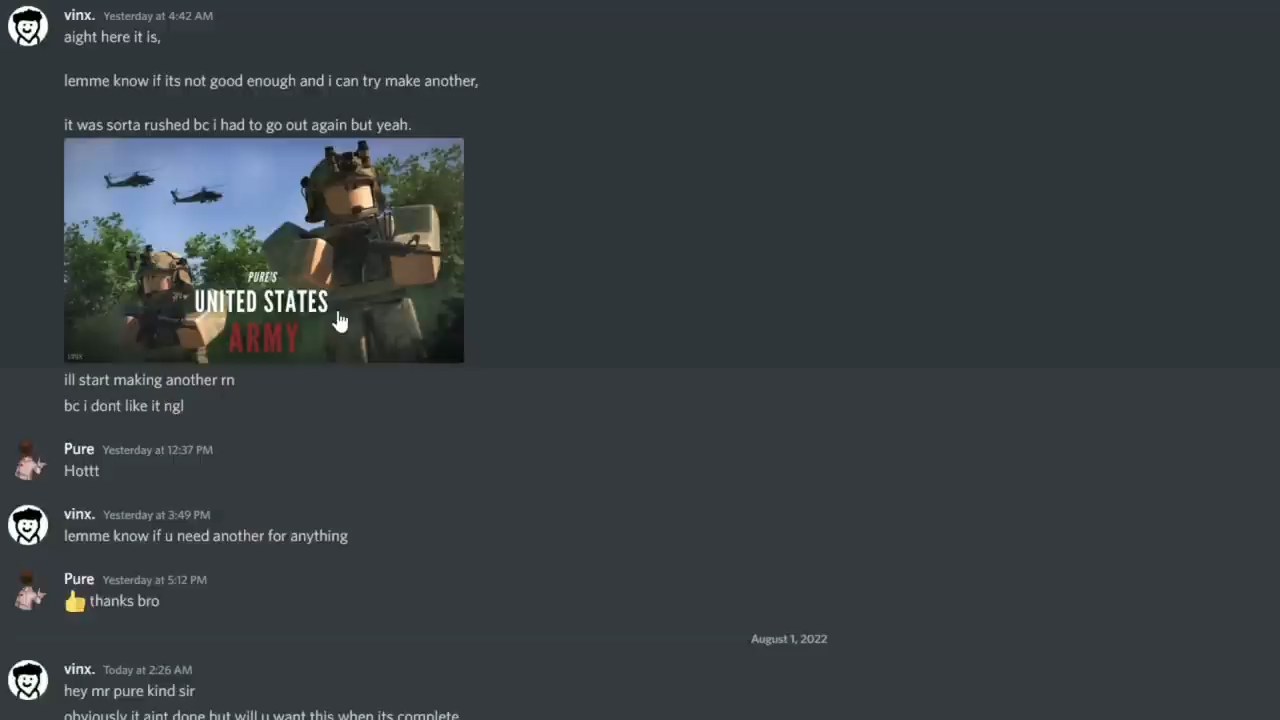 vinx. Yesterday at 4:42 AM
aight here it is,
lemme know if its not good enough and i can try make another,
it was sorta rushed bc i had to go out again but yeah.
PURE'S
UNITED STATES
ARMY
VINX
ill start making another rn
bc i dont like it ngl
Pure Yesterday at 12:37 PM
Hottt
vinx. Yesterday at 3:49 PM
lemme know if u need another for anything
Pure Yesterday at 5:12 PM
👍 thanks bro
August 1, 2022
vinx. Today at 2:26 AM
hey mr pure kind sir
obviously it aint done but will u want this when its complete